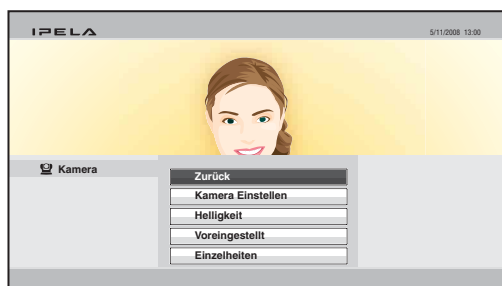 IPELA
5/11/2008 13:00
Kamera
Zurück
Kamera Einstellen
Helligkeit
Voreingestellt
Einzelheiten